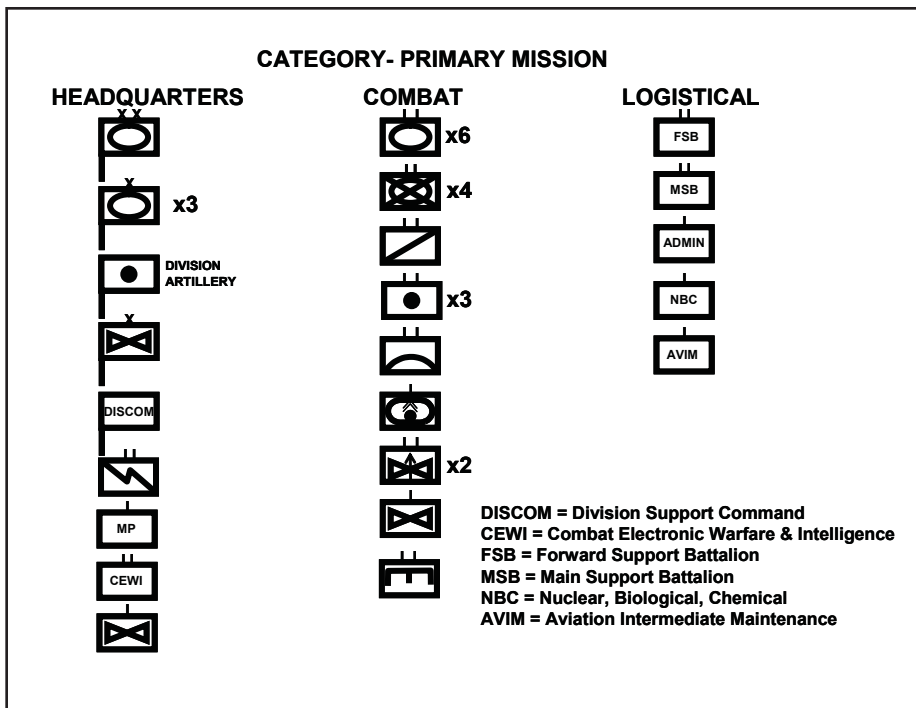 CATEGORY- PRIMARY MISSION
HEADQUARTERS
X X
X
x3
DIVISION
ARTILLERY
X
DISCOM
MP
CEWI
COMBAT
x6
x4
x3
x2
LOGISTICAL
FSB
MSB
ADMIN
NBC
AVIM
DISCOM = Division Support Command
CEWI = Combat Electronic Warfare & Intelligence
FSB = Forward Support Battalion
MSB = Main Support Battalion
NBC = Nuclear, Biological, Chemical
AVIM = Aviation Intermediate Maintenance